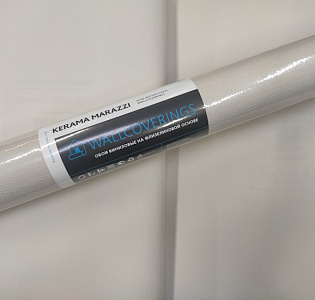 KERAMA MARAZZI
WALLCOVERINGS
ОБОИ ВИНИЛОВЫЕ НА ФЛИЗЕЛИНОВОЙ ОСНОВЕ